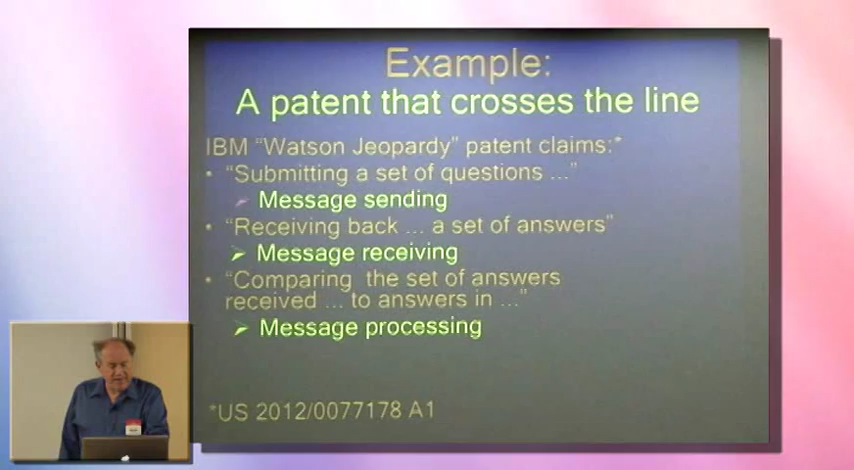 Example:
A patent that crosses the line
IBM "Watson Jeopardy" patent claims:*
• "Submitting a set of questions ..."
➢ Message sending
• "Receiving back ... a set of answers"
➢ Message receiving
• "Comparing the set of answers
received ... to answers in ..."
➢ Message processing
*US 2012/0077178 A1